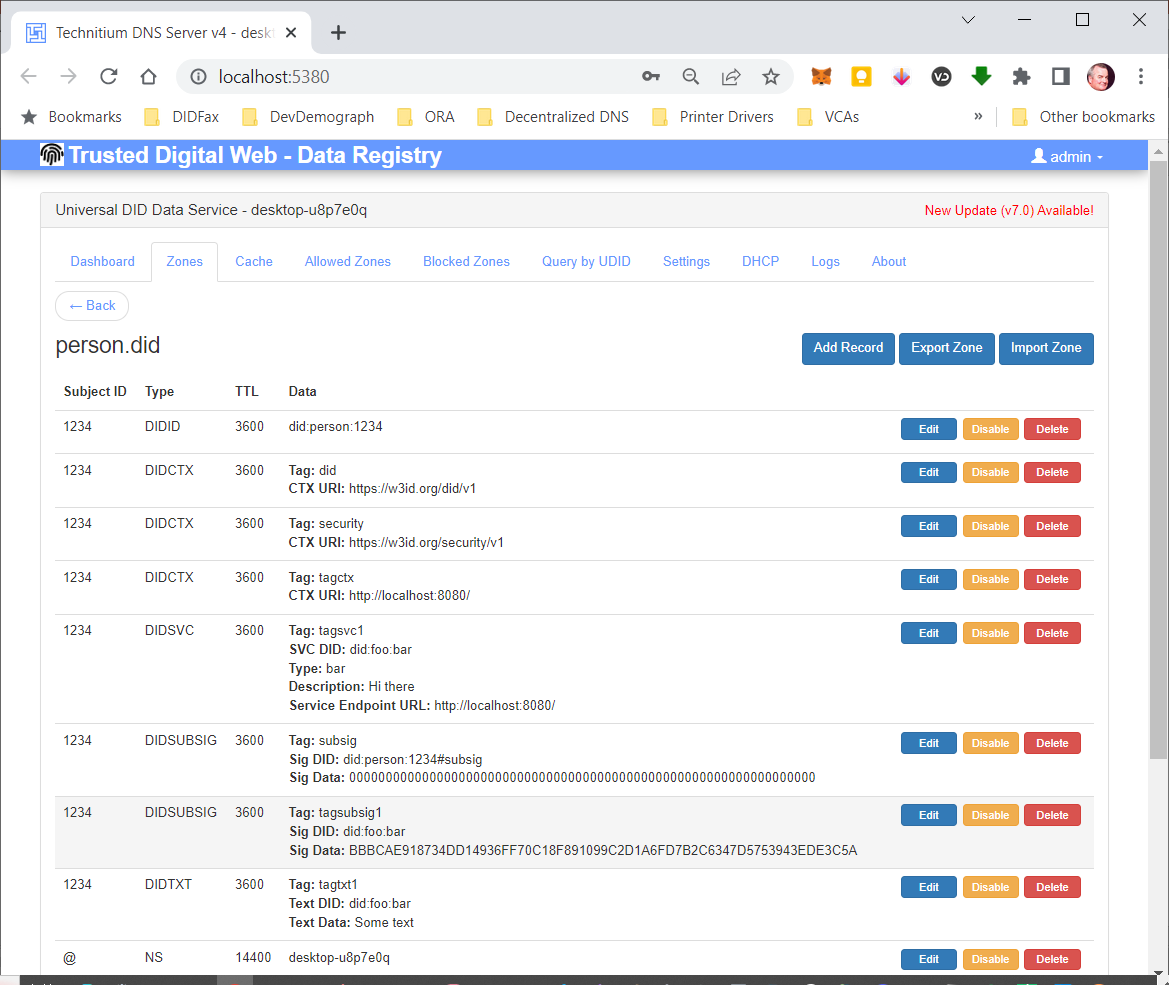 Technitium DNS Server v4 - desk
localhost:5380
Bookmarks DIDFax DevDemograph ORA Decentralized DNS Printer Drivers VCAs » Other bookmarks
Trusted Digital Web - Data Registry admin
Universal DID Data Service - desktop-u8p7e0q New Update (v7.0) Available!
Dashboard Zones Cache Allowed Zones Blocked Zones Query by UDID Settings DHCP Logs About
← Back
person.did Add Record Export Zone Import Zone
Subject ID Type TTL Data
1234 DIDID 3600 did:person:1234 Edit Disable Delete
1234 DIDCTX 3600 Tag: did Edit Disable Delete
CTX URI: https://w3id.org/did/v1
1234 DIDCTX 3600 Tag: security Edit Disable Delete
CTX URI: https://w3id.org/security/v1
1234 DIDCTX 3600 Tag: tagctx Edit Disable Delete
CTX URI: http://localhost:8080/
1234 DIDSVC 3600 Tag: tagsvc1 Edit Disable Delete
SVC DID: did:foo:bar
Type: bar
Description: Hi there
Service Endpoint URL: http://localhost:8080/
1234 DIDSUBSIG 3600 Tag: subsig Edit Disable Delete
Sig DID: did:person:1234#subsig
Sig Data: 0000000000000000000000000000000000000000000000000000000000000000
1234 DIDSUBSIG 3600 Tag: tagsubsig1 Edit Disable Delete
Sig DID: did:foo:bar
Sig Data: BBBCAE918734DD14936FF70C18F891099C2D1A6FD7B2C6347D5753943EDE3C5A
1234 DIDTXT 3600 Tag: tagtxt1 Edit Disable Delete
Text DID: did:foo:bar
Text Data: Some text
@ NS 14400 desktop-u8p7e0q Edit Disable Delete